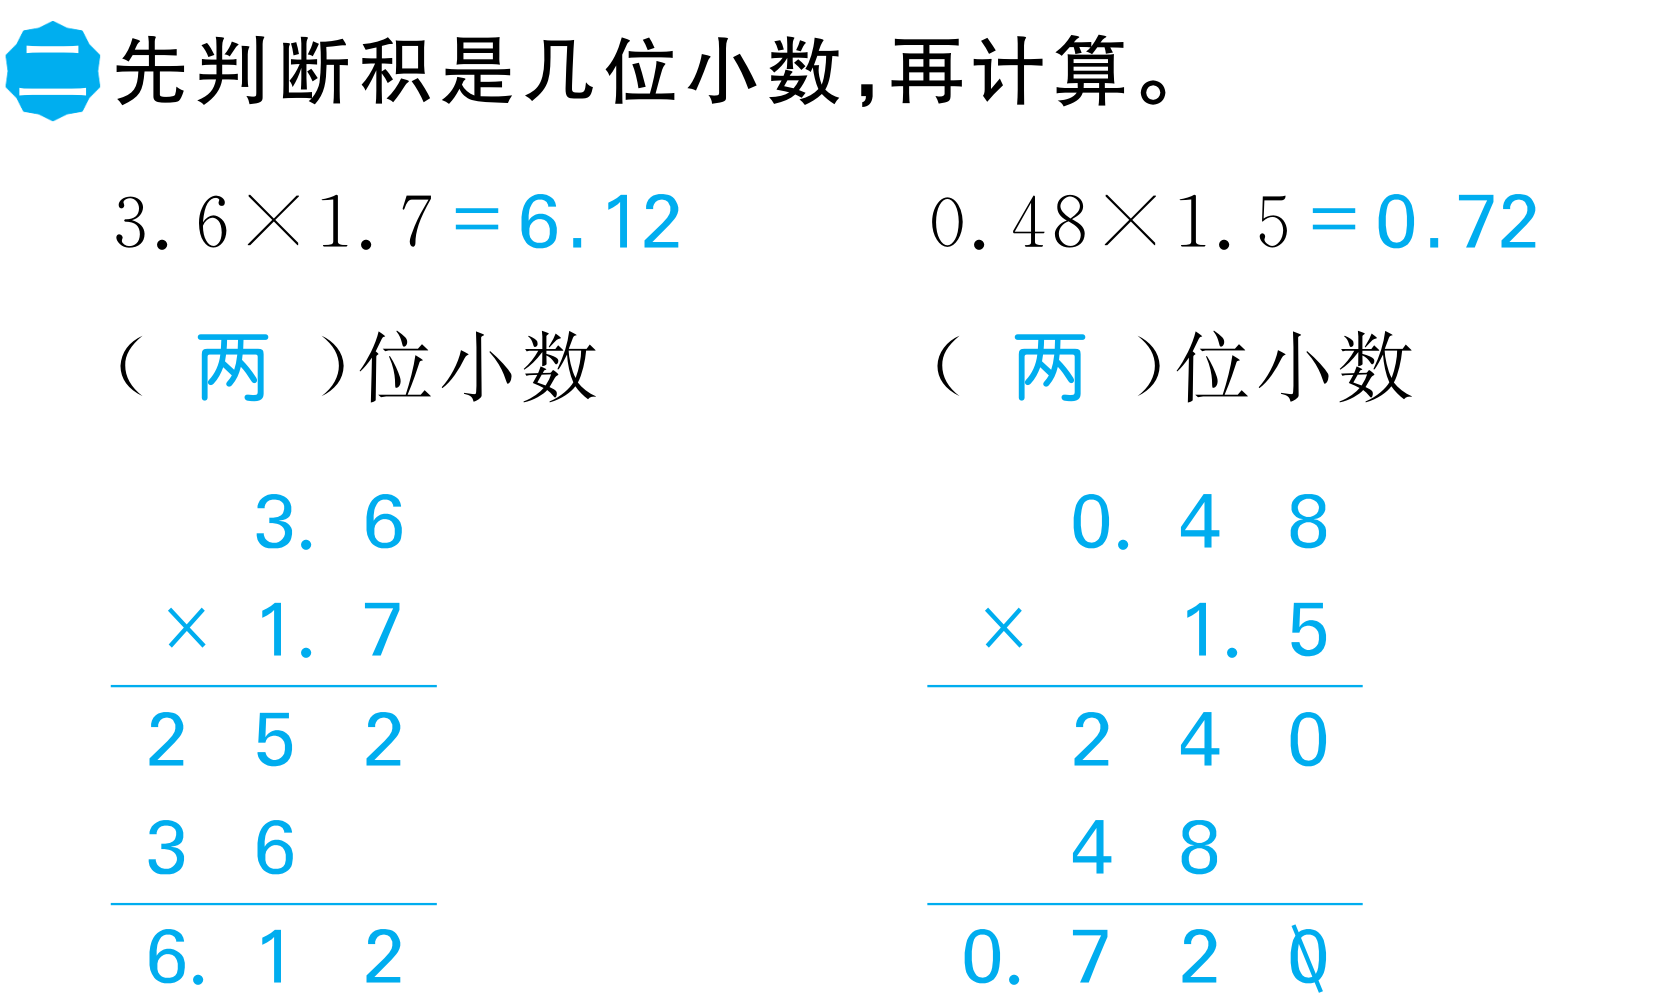 二 先判断积是几位小数,再计算。
3.6×1.7=6.12 0.48×1.5=0.72
( 两 )位小数 ( 两 )位小数
3.6 0.48
×1.7 × 1.5
252 240
36 48
6.12 0.720